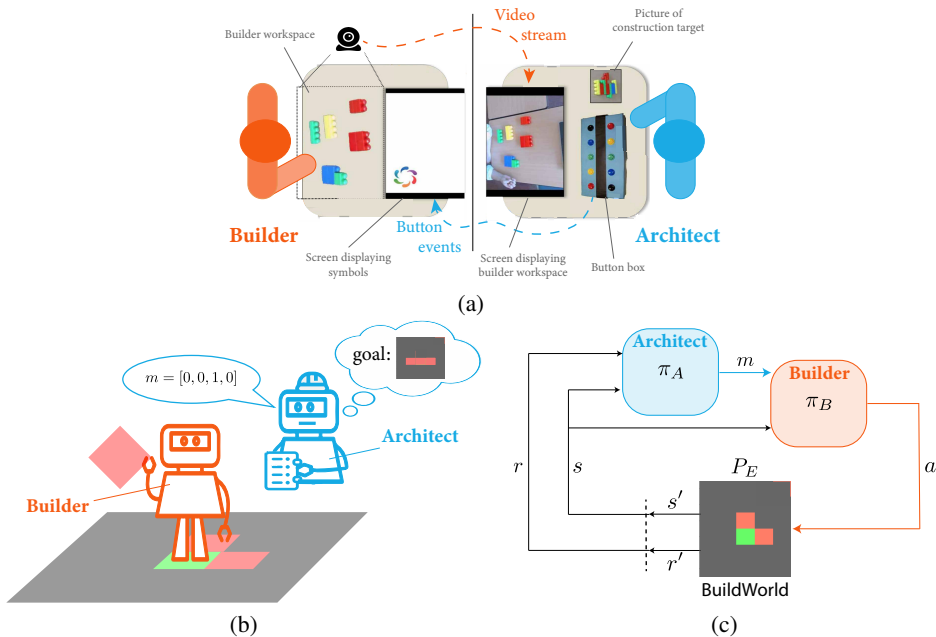 Builder workspace
Video
stream
Picture of
construction target
Builder
Button
events
Architect
Screen displaying
symbols
Screen displaying
builder workspace
Button box
(a)
m = [0, 0, 1, 0]
goal:
Architect
Builder
(b)
Architect
π_A
m
Builder
π_B
r
s
P_E
a
s′
r′
BuildWorld
(c)